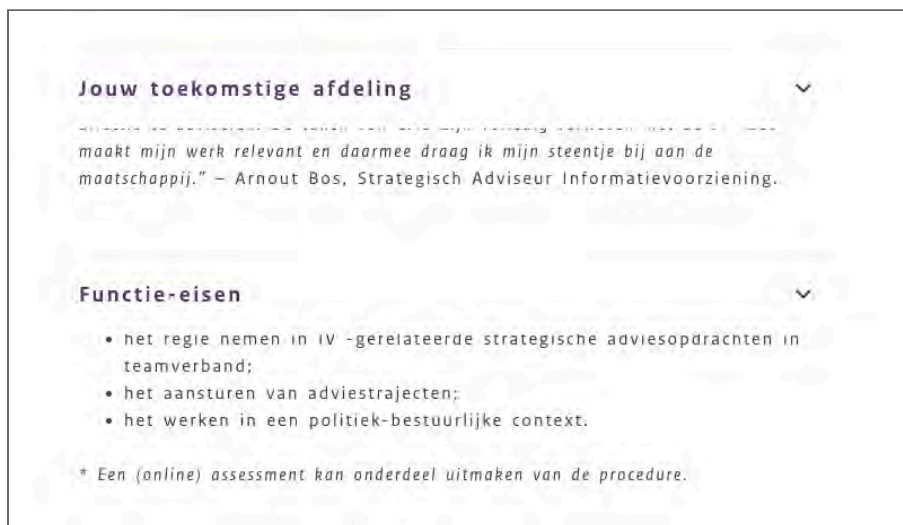 Jouw toekomstige afdeling
maakt mijn werk relevant en daarmee draag ik mijn steentje bij aan de
maatschappij." – Arnout Bos, Strategisch Adviseur Informatievoorziening.
Functie-eisen
• het regie nemen in IV -gerelateerde strategische adviesopdrachten in
teamverband;
• het aansturen van adviestrajecten;
• het werken in een politiek-bestuurlijke context.
* Een (online) assessment kan onderdeel uitmaken van de procedure.